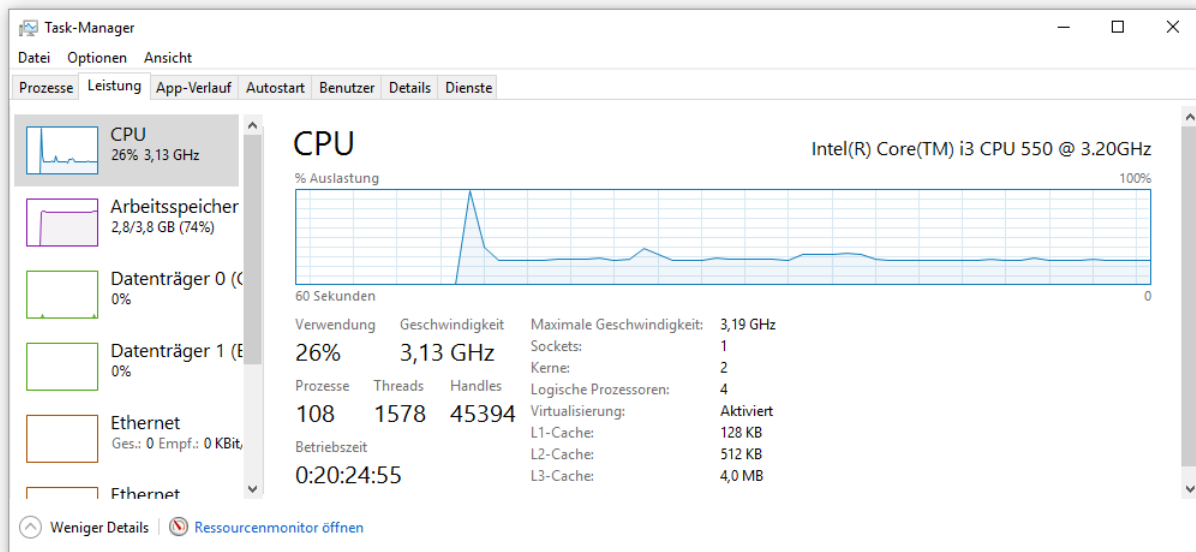 Task-Manager
Datei Optionen Ansicht
Prozesse Leistung App-Verlauf Autostart Benutzer Details Dienste
CPU
26% 3,13 GHz
Arbeitsspeicher
2,8/3,8 GB (74%)
Datenträger 0 (C
0%
Datenträger 1 (E
0%
Ethernet
Ges.: 0 Empf.: 0 KBit/
Ethernet
CPU
Intel(R) Core(TM) i3 CPU 550 @ 3.20GHz
% Auslastung 100%
60 Sekunden 0
Verwendung Geschwindigkeit
26% 3,13 GHz
Prozesse Threads Handles
108 1578 45394
Betriebszeit
0:20:24:55
Maximale Geschwindigkeit: 3,19 GHz
Sockets: 1
Kerne: 2
Logische Prozessoren: 4
Virtualisierung: Aktiviert
L1-Cache: 128 KB
L2-Cache: 512 KB
L3-Cache: 4,0 MB
Weniger Details Ressourcenmonitor öffnen